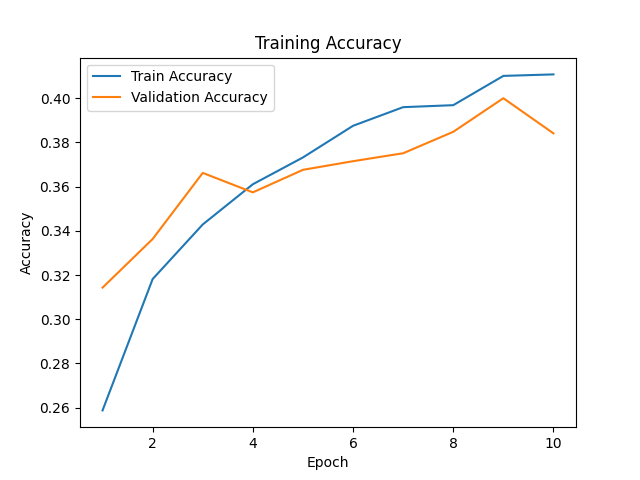 Training Accuracy
Train Accuracy
Validation Accuracy
0.40
0.38
0.36
0.34
0.32
0.30
0.28
0.26
Accuracy
2 4 6 8 10
Epoch